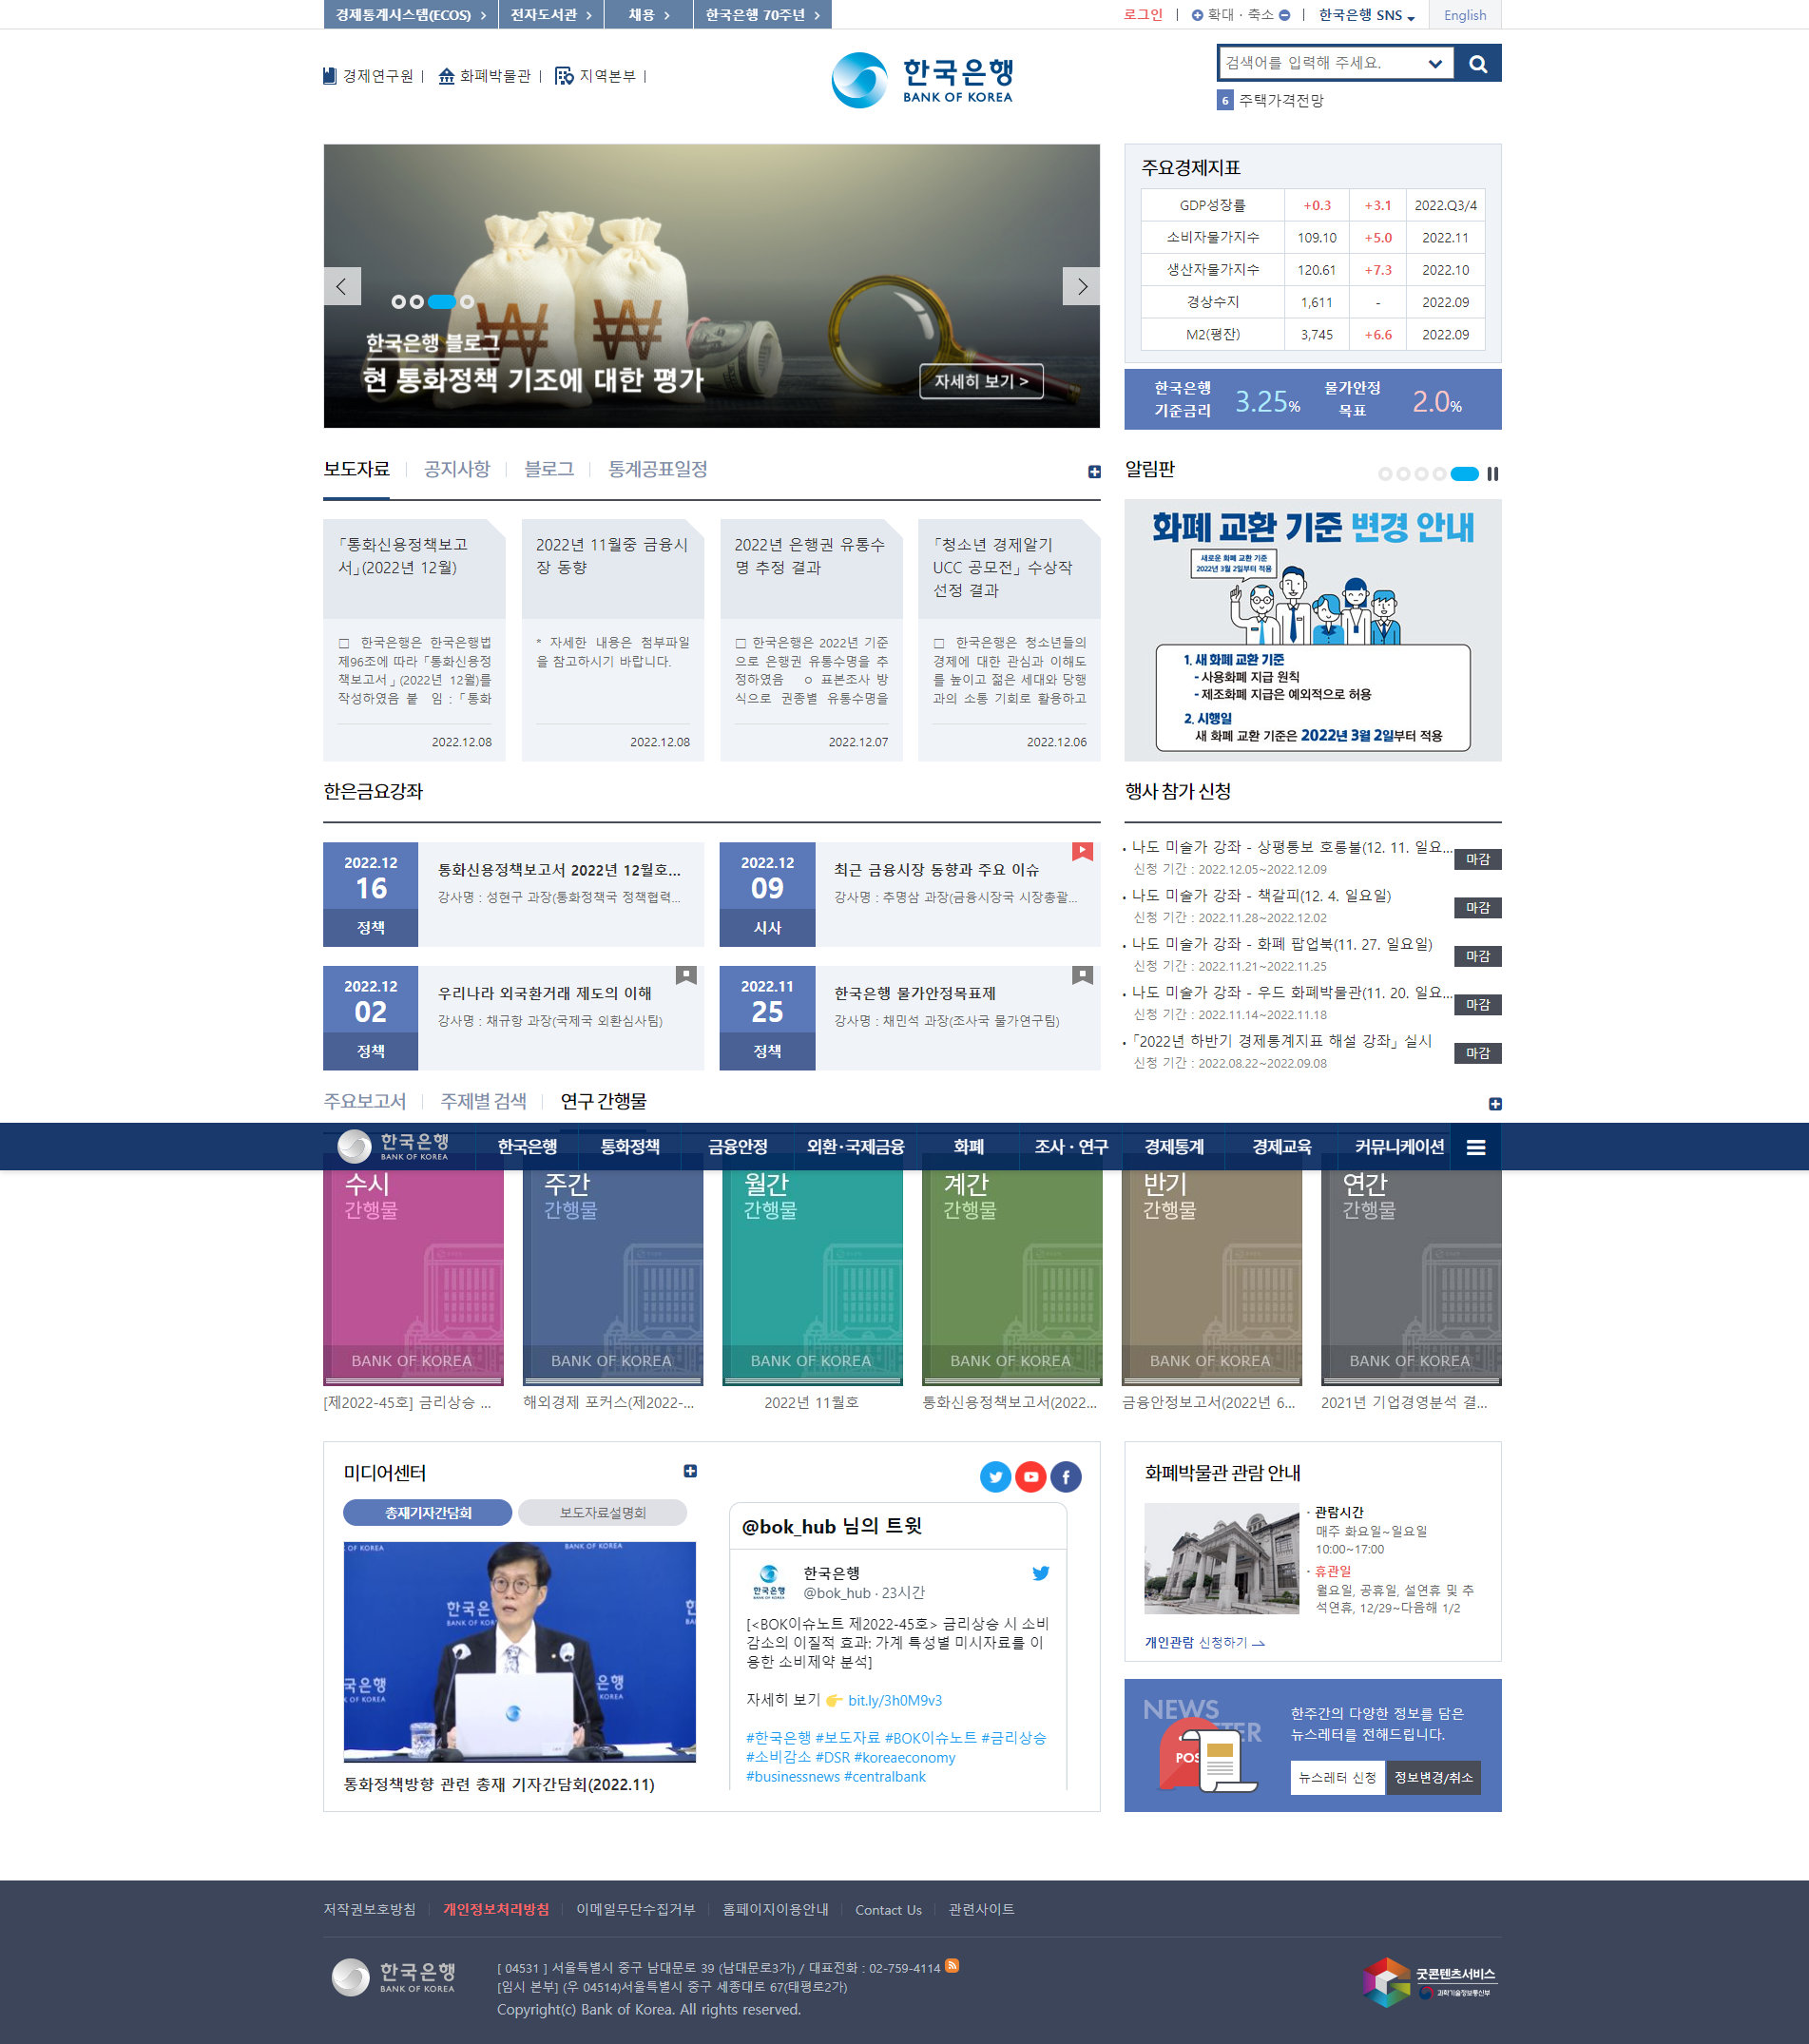 경제통계시스템(ECOS) 전자도서관 채용 한국은행 70주년 로그인 확대 · 축소 한국은행 SNS English
경제연구원 화폐박물관 지역본부
한국은행
BANK OF KOREA
검색어를 입력해 주세요.
6 주택가격전망
한국은행 블로그
현 통화정책 기조에 대한 평가
자세히 보기 >
주요경제지표
GDP성장률 +0.3 +3.1 2022.Q3/4
소비자물가지수 109.10 +5.0 2022.11
생산자물가지수 120.61 +7.3 2022.10
경상수지 1,611 - 2022.09
M2(평잔) 3,745 +6.6 2022.09
한국은행 기준금리 3.25% 물가안정 목표 2.0%
보도자료 공지사항 블로그 통계공표일정
「통화신용정책보고
서」(2022년 12월)
□ 한국은행은 한국은행법
제96조에 따라 「통화신용정
책보고서」(2022년 12월)를
작성하였음 붙 임 : 「통화
2022.12.08
2022년 11월중 금융시
장 동향
* 자세한 내용은 첨부파일
을 참고하시기 바랍니다.
2022.12.08
2022년 은행권 유통수
명 추정 결과
□ 한국은행은 2022년 기준
으로 은행권 유통수명을 추
정하였음 ㅇ 표본조사 방
식으로 권종별 유통수명을
2022.12.07
「청소년 경제알기
UCC 공모전」 수상작
선정 결과
□ 한국은행은 청소년들의
경제에 대한 관심과 이해도
를 높이고 젊은 세대와 당행
과의 소통 기회로 활용하고
2022.12.06
알림판
화폐 교환 기준 변경 안내
새로운 화폐 교환 기준
2022년 3월 2일부터 적용
1. 새 화폐 교환 기준
- 사용화폐 지급 원칙
- 제조화폐 지급은 예외적으로 허용
2. 시행일
새 화폐 교환 기준은 2022년 3월 2일부터 적용
한은금요강좌
2022.12
16
정책
통화신용정책보고서 2022년 12월호...
강사명 : 성현구 과장(통화정책국 정책협력...
2022.12
09
시사
최근 금융시장 동향과 주요 이슈
강사명 : 추명삼 과장(금융시장국 시장총괄...
2022.12
02
정책
우리나라 외국환거래 제도의 이해
강사명 : 채규항 과장(국제국 외환심사팀)
2022.11
25
정책
한국은행 물가안정목표제
강사명 : 채민석 과장(조사국 물가연구팀)
행사 참가 신청
나도 미술가 강좌 - 상평통보 호롱불(12. 11. 일요... 마감
신청 기간 : 2022.12.05~2022.12.09
나도 미술가 강좌 - 책갈피(12. 4. 일요일) 마감
신청 기간 : 2022.11.28~2022.12.02
나도 미술가 강좌 - 화폐 팝업북(11. 27. 일요일) 마감
신청 기간 : 2022.11.21~2022.11.25
나도 미술가 강좌 - 우드 화폐박물관(11. 20. 일요... 마감
신청 기간 : 2022.11.14~2022.11.18
「2022년 하반기 경제통계지표 해설 강좌」 실시 마감
신청 기간 : 2022.08.22~2022.09.08
주요보고서 주제별 검색 연구 간행물
한국은행 BANK OF KOREA 한국은행 통화정책 금융안정 외환·국제금융 화폐 조사·연구 경제통계 경제교육 커뮤니케이션
수시 간행물
BANK OF KOREA
[제2022-45호] 금리상승 ...
주간 간행물
BANK OF KOREA
해외경제 포커스(제2022-...
월간 간행물
BANK OF KOREA
2022년 11월호
계간 간행물
BANK OF KOREA
통화신용정책보고서(2022...
반기 간행물
BANK OF KOREA
금융안정보고서(2022년 6...
연간 간행물
BANK OF KOREA
2021년 기업경영분석 결...
미디어센터
총재기자간담회 보도자료설명회
통화정책방향 관련 총재 기자간담회(2022.11)
@bok_hub 님의 트윗
한국은행
@bok_hub · 23시간
[<BOK이슈노트 제2022-45호> 금리상승 시 소비
감소의 이질적 효과: 가계 특성별 미시자료를 이
용한 소비제약 분석]
자세히 보기 👉 bit.ly/3h0M9v3
#한국은행 #보도자료 #BOK이슈노트 #금리상승
#소비감소 #DSR #koreaeconomy
#businessnews #centralbank
화폐박물관 관람 안내
관람시간
매주 화요일~일요일
10:00~17:00
휴관일
월요일, 공휴일, 설연휴 및 추
석연휴, 12/29~다음해 1/2
개인관람 신청하기
NEWS
POS
한주간의 다양한 정보를 담은
뉴스레터를 전해드립니다.
뉴스레터 신청 정보변경/취소
저작권보호방침 개인정보처리방침 이메일무단수집거부 홈페이지이용안내 Contact Us 관련사이트
한국은행
BANK OF KOREA
[ 04531 ] 서울특별시 중구 남대문로 39 (남대문로3가) / 대표전화 : 02-759-4114
[임시 본부] (우 04514)서울특별시 중구 세종대로 67(태평로2가)
Copyright(c) Bank of Korea. All rights reserved.
굿콘텐츠서비스
과학기술정보통신부